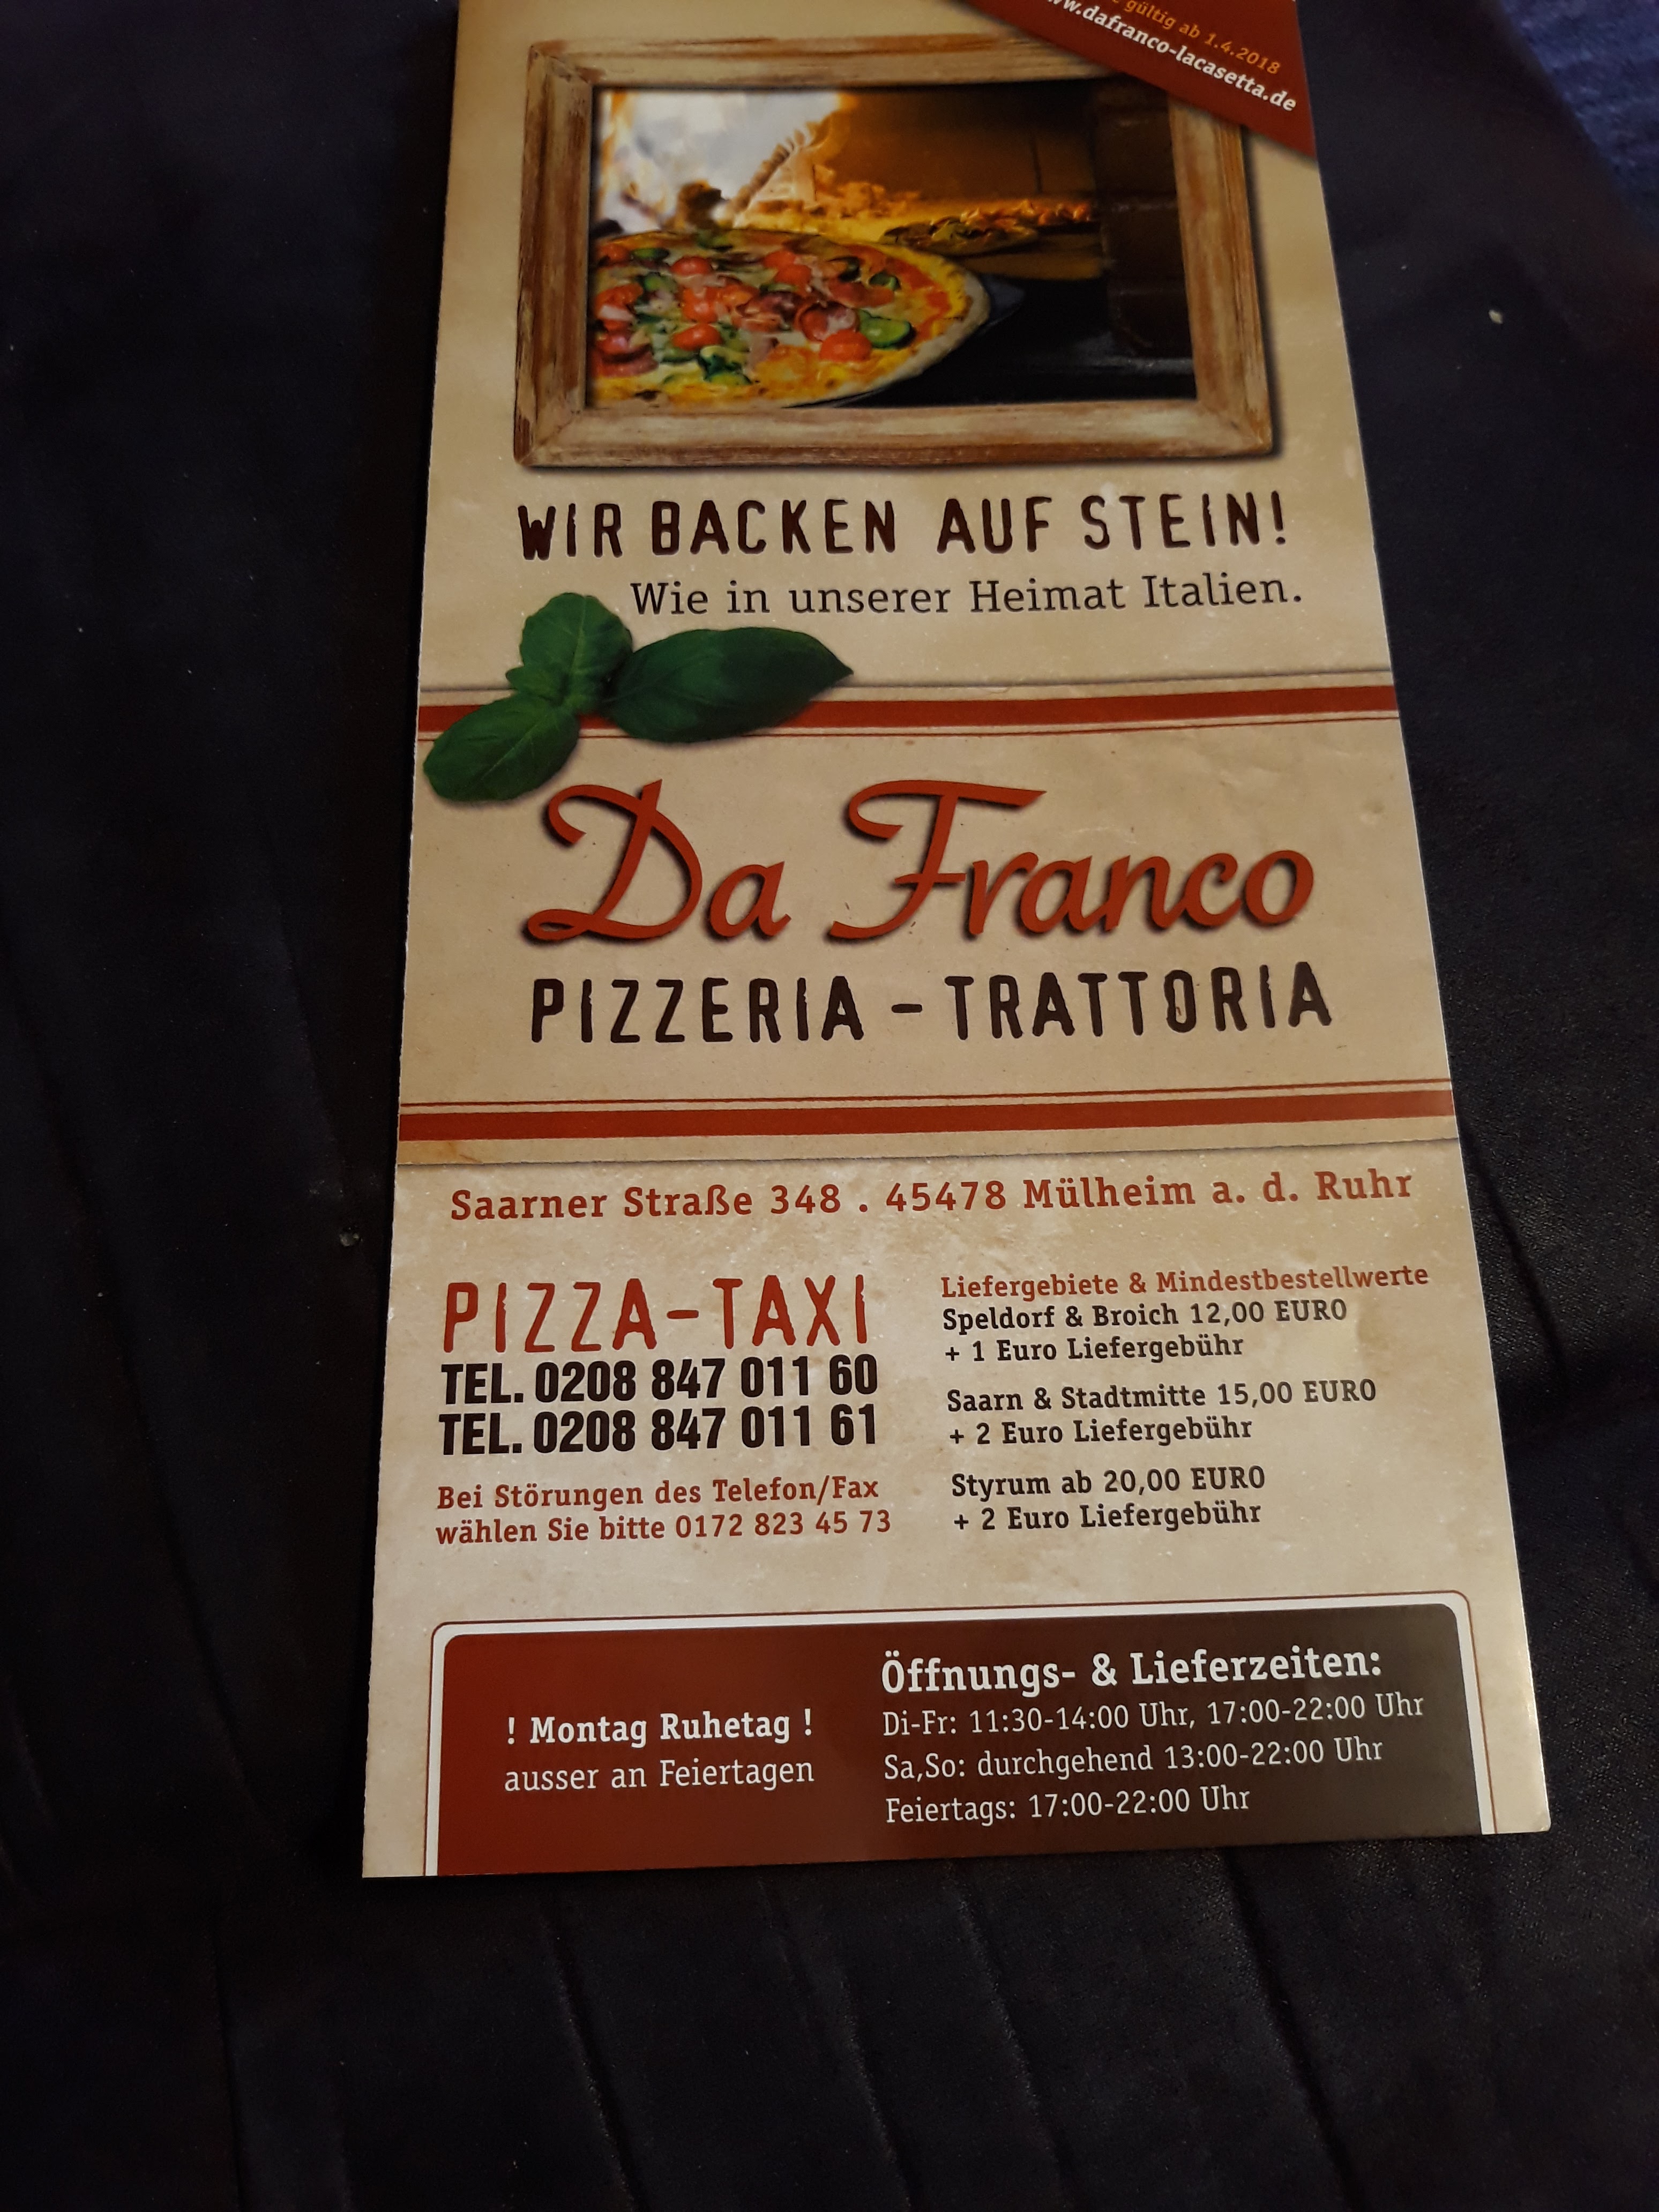 gültig ab 1.4.2018
www.dafranco-lacasetta.de
WIR BACKEN AUF STEIN!
Wie in unserer Heimat Italien.
Da Franco
PIZZERIA - TRATTORIA
Saarner Straße 348 . 45478 Mülheim a. d. Ruhr
PIZZA-TAXI
TEL. 0208 847 011 60
TEL. 0208 847 011 61
Bei Störungen des Telefon/Fax
wählen Sie bitte 0172 823 45 73
Liefergebiete & Mindestbestellwerte
Speldorf & Broich 12,00 EURO
+ 1 Euro Liefergebühr
Saarn & Stadtmitte 15,00 EURO
+ 2 Euro Liefergebühr
Styrum ab 20,00 EURO
+ 2 Euro Liefergebühr
! Montag Ruhetag !
ausser an Feiertagen
Öffnungs- & Lieferzeiten:
Di-Fr: 11:30-14:00 Uhr, 17:00-22:00 Uhr
Sa,So: durchgehend 13:00-22:00 Uhr
Feiertags: 17:00-22:00 Uhr